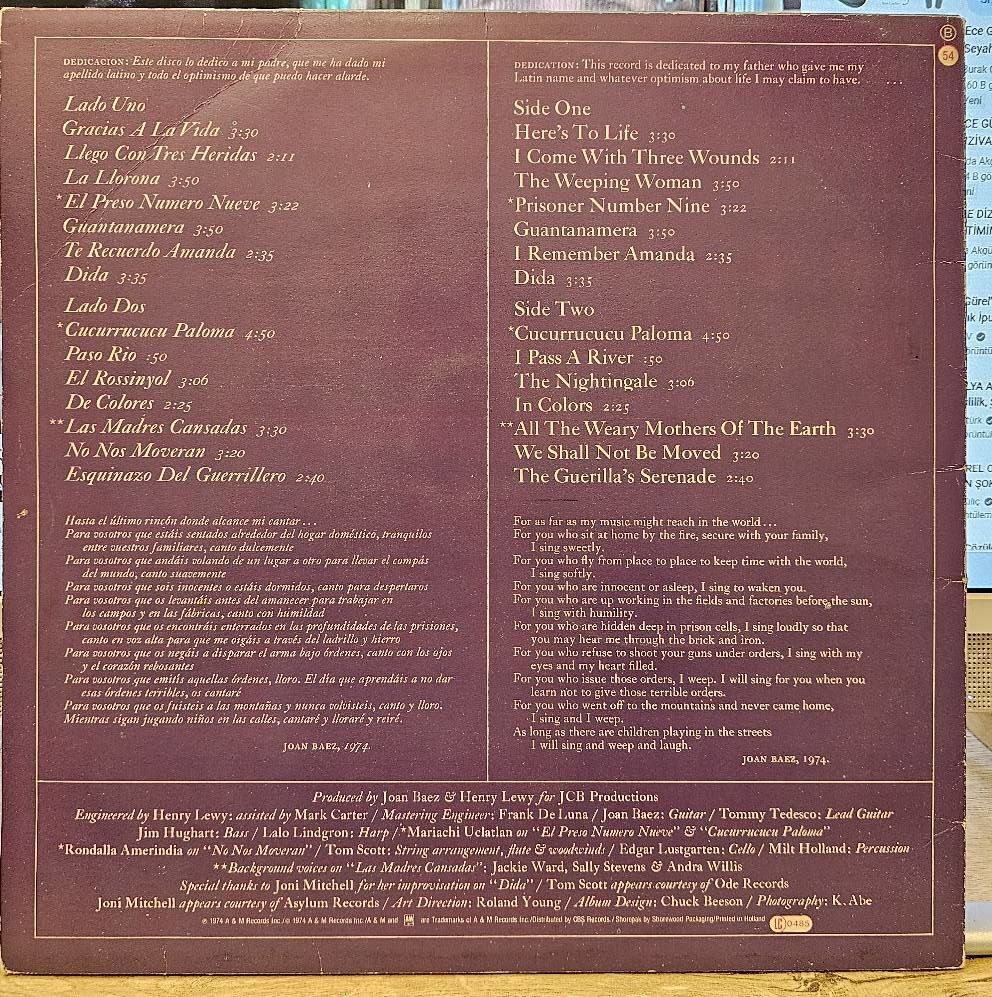 B
54
DEDICACION: Este disco lo dedico a mi padre, que me ha dado mi
apellido latino y todo el optimismo de que puedo hacer alarde.
Lado Uno
Gracias A La Vida 3:30
Llego Con Tres Heridas 2:11
La Llorona 3:50
*El Preso Numero Nueve 3:22
Guantanamera 3:50
Te Recuerdo Amanda 2:35
Dida 3:35
Lado Dos
*Cucurrucucu Paloma 4:50
Paso Rio :50
El Rossinyol 3:06
De Colores 2:25
**Las Madres Cansadas 3:30
No Nos Moveran 3:20
Esquinazo Del Guerrillero 2:40
Hasta el último rincón donde alcance mi cantar...
Para vosotros que estáis sentados alrededor del hogar doméstico, tranquilos
entre vuestros familiares, canto dulcemente
Para vosotros que andáis volando de un lugar a otro para llevar el compás
del mundo, canto suavemente
Para vosotros que sois inocentes o estáis dormidos, canto para despertaros
Para vosotros que os levantáis antes del amanecer para trabajar en
los campos y en las fábricas, canto con humildad
Para vosotros que os encontráis enterrados en las profundidades de las prisiones,
canto en voz alta para que me oigáis a través del ladrillo y hierro
Para vosotros que os negáis a disparar el arma bajo órdenes, canto con los ojos
y el corazón rebosantes
Para vosotros que emitís aquellas órdenes, lloro. El día que aprendáis a no dar
esas órdenes terribles, os cantaré
Para vosotros que os fuisteis a las montañas y nunca volvisteis, canto y lloro.
Mientras sigan jugando niños en las calles, cantaré y lloraré y reiré.
JOAN BAEZ, 1974.
DEDICATION: This record is dedicated to my father who gave me my
Latin name and whatever optimism about life I may claim to have.
Side One
Here's To Life 3:30
I Come With Three Wounds 2:11
The Weeping Woman 3:50
*Prisoner Number Nine 3:22
Guantanamera 3:50
I Remember Amanda 2:35
Dida 3:35
Side Two
*Cucurrucucu Paloma 4:50
I Pass A River :50
The Nightingale 3:06
In Colors 2:25
**All The Weary Mothers Of The Earth 3:30
We Shall Not Be Moved 3:20
The Guerilla's Serenade 2:40
For as far as my music might reach in the world...
For you who sit at home by the fire, secure with your family,
I sing sweetly.
For you who fly from place to place to keep time with the world,
I sing softly.
For you who are innocent or asleep, I sing to waken you.
For you who are up working in the fields and factories before the sun,
I sing with humility.
For you who are hidden deep in prison cells, I sing loudly so that
you may hear me through the brick and iron.
For you who refuse to shoot your guns under orders, I sing with my
eyes and my heart filled.
For you who issue those orders, I weep. I will sing for you when you
learn not to give those terrible orders.
For you who went off to the mountains and never came home,
I sing and I weep.
As long as there are children playing in the streets
I will sing and weep and laugh.
JOAN BAEZ, 1974.
Produced by Joan Baez & Henry Lewy for JCB Productions
Engineered by Henry Lewy: assisted by Mark Carter / Mastering Engineer: Frank DeLuna / Joan Baez: Guitar / Tommy Tedesco: Lead Guitar
Jim Hughart: Bass / Lalo Lindgron: Harp / *Mariachi Uclatlan on "El Preso Numero Nueve" & "Cucurrucucu Paloma"
*Rondalla Amerindia on "No Nos Moveran" / Tom Scott: String arrangement, flute & woodwinds / Edgar Lustgarten: Cello / Milt Holland: Percussion
**Background voices on "Las Madres Cansadas": Jackie Ward, Sally Stevens & Andra Willis
Special thanks to Joni Mitchell for her improvisation on "Dida" / Tom Scott appears courtesy of Ode Records
Joni Mitchell appears courtesy of Asylum Records / Art Direction: Roland Young / Album Design: Chuck Beeson / Photography: K. Abe
℗ 1974 A & M Records Inc./© 1974 A & M Records Inc./A & M and A&M are Trademarks of A & M Records Inc./Distributed by CBS Records./Shorepak by Shorewood Packaging/Printed in Holland LC 0485